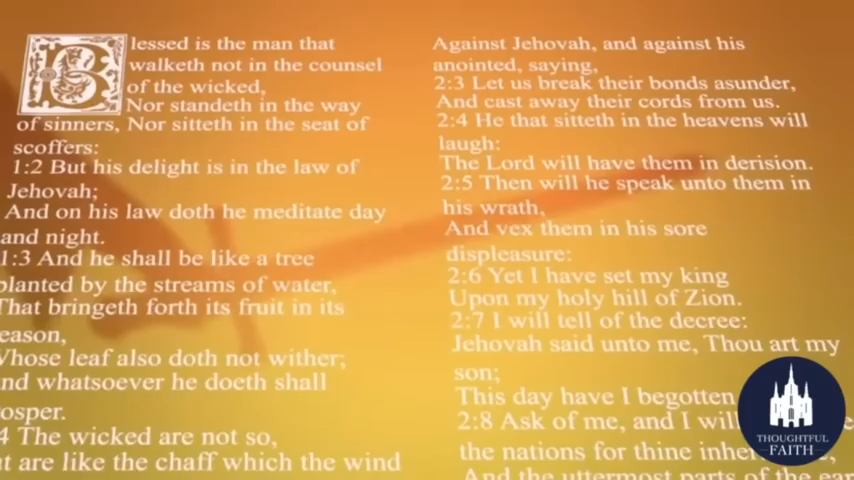 Blessed is the man that
walketh not in the counsel
of the wicked,
Nor standeth in the way
of sinners, Nor sitteth in the seat of
scoffers:
1:2 But his delight is in the law of
Jehovah;
And on his law doth he meditate day
and night.
1:3 And he shall be like a tree
planted by the streams of water,
That bringeth forth its fruit in its
eason,
Whose leaf also doth not wither;
nd whatsoever he doeth shall
rosper.
4 The wicked are not so,
t are like the chaff which the wind
Against Jehovah, and against his
anointed, saying,
2:3 Let us break their bonds asunder,
And cast away their cords from us.
2:4 He that sitteth in the heavens will
laugh:
The Lord will have them in derision.
2:5 Then will he speak unto them in
his wrath,
And vex them in his sore
displeasure:
2:6 Yet I have set my king
Upon my holy hill of Zion.
2:7 I will tell of the decree:
Jehovah said unto me, Thou art my
son;
This day have I begotten
2:8 Ask of me, and I will
the nations for thine inhe
And the uttermost parts of the ear
THOUGHTFUL
FAITH